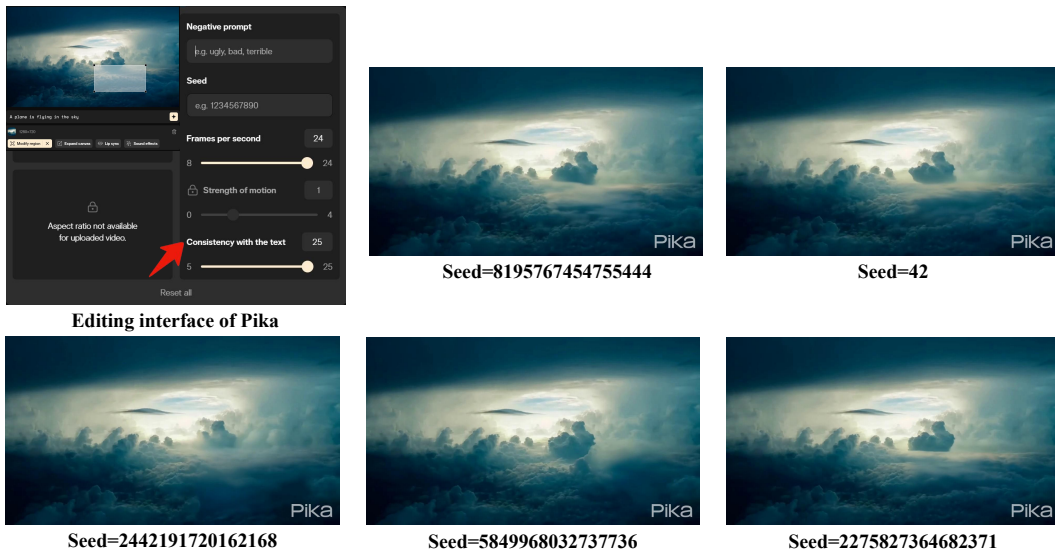 Negative prompt
e.g. ugly, bad, terrible
Seed
e.g. 1234567890
A plane is flying in the sky
Frames per second 24
Modify region × Expand canvas Lip sync Sound effects
8 24
Strength of motion 1
0 4
Aspect ratio not available
for uploaded video.
Consistency with the text 25
5 25
Reset all
Editing interface of Pika
Pika
Seed=8195767454755444
Pika
Seed=42
Pika
Seed=2442191720162168
Pika
Seed=5849968032737736
Pika
Seed=2275827364682371